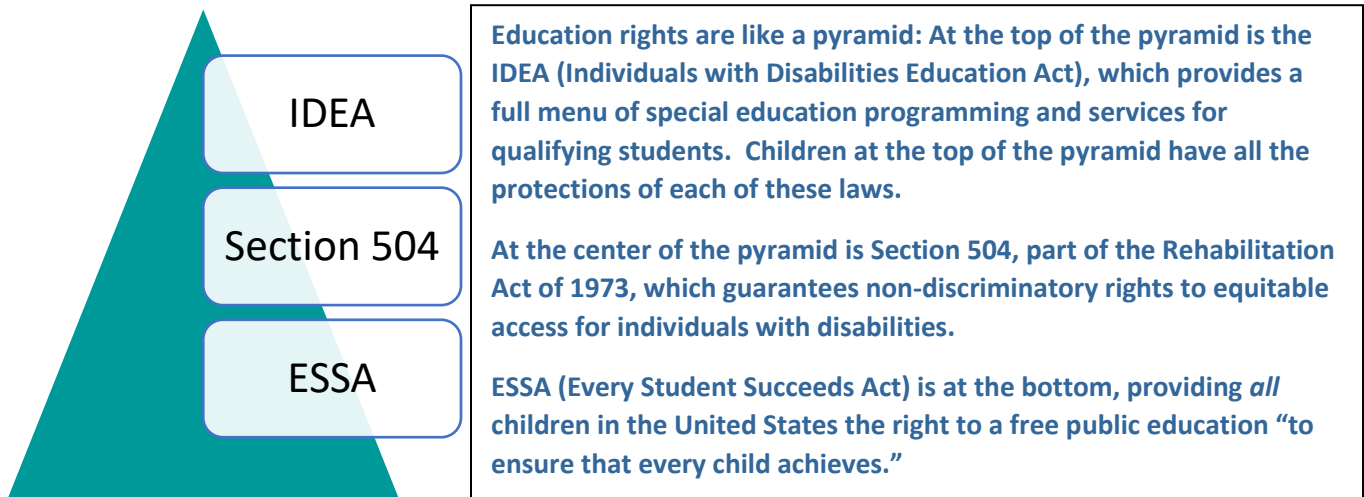 IDEA
Section 504
ESSA
Education rights are like a pyramid: At the top of the pyramid is the
IDEA (Individuals with Disabilities Education Act), which provides a
full menu of special education programming and services for
qualifying students.  Children at the top of the pyramid have all the
protections of each of these laws.
At the center of the pyramid is Section 504, part of the Rehabilitation
Act of 1973, which guarantees non-discriminatory rights to equitable
access for individuals with disabilities.
ESSA (Every Student Succeeds Act) is at the bottom, providing all
children in the United States the right to a free public education “to
ensure that every child achieves.”